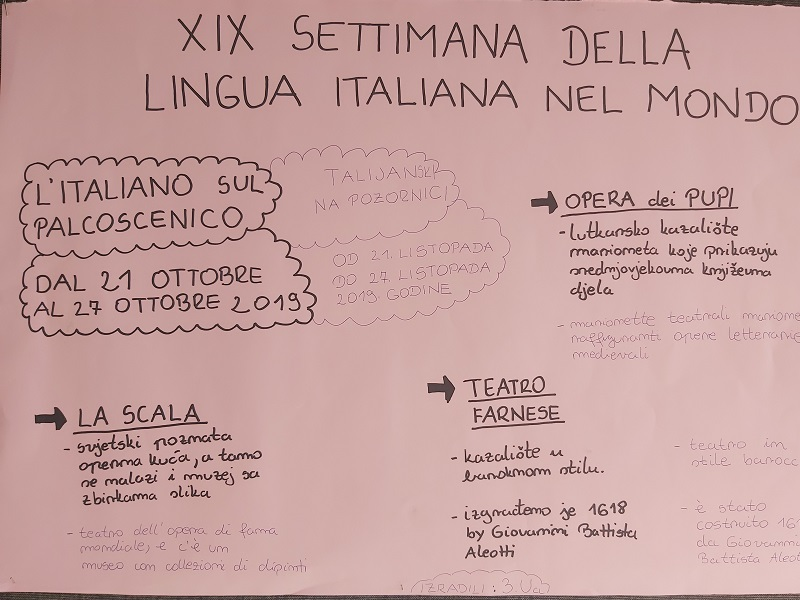 XIX SETTIMANA DELLA
LINGUA ITALIANA NEL MONDO
L'ITALIANO SUL
PALCOSCENICO
TALIJANSKI
NA POZORNICI
DAL 21 OTTOBRE
AL 27 OTTOBRE 2019
OD 21. LISTOPADA
DO 27. LISTOPADA
2019. GODINE
OPERA dei PUPI
- lutkarsko kazalište
marioneta koje prikazuju
srednjovjekovna književna
djela
- marionette teatrali
raffiguranti opere letterarie
medievali
LA SCALA
- svjetski poznata
operna kuća, a tamo
se nalazi i muzej sa
zbirkama slika
- teatro dell'opera di fama
mondiale, e c'è un
museo con collezioni di dipinti
TEATRO
FARNESE
- kazalište u
baroknom stilu.
- izgrađeno je 1618
by Giovanni Battista
Aleotti
- teatro in
stile barocc
- è stato
costruito 161
da Giovanni
Battista Aleot
IZRADILI: 3.Ua